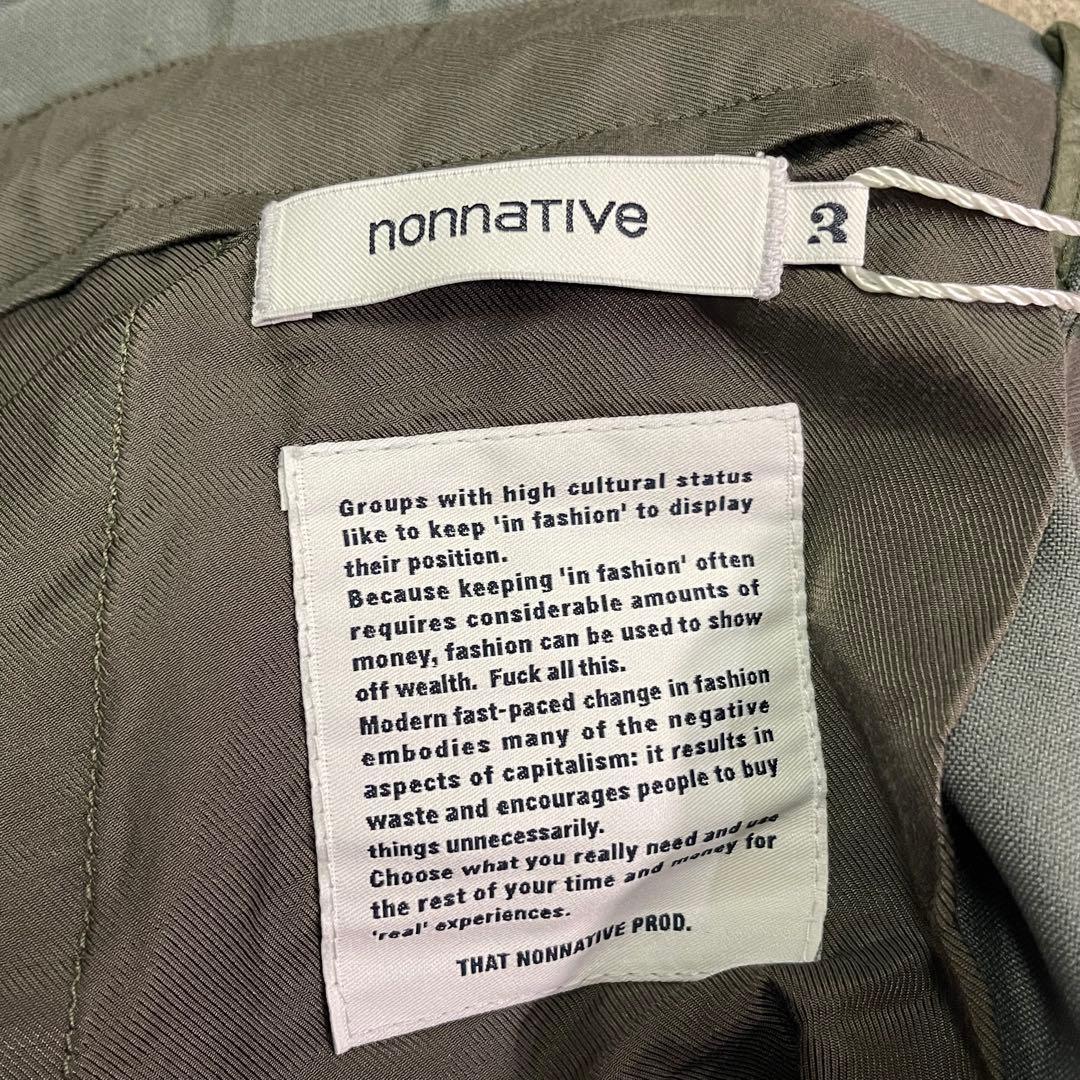 nonnative
3
Groups with high cultural status
like to keep 'in fashion' to display
their position.
Because keeping 'in fashion' often
requires considerable amounts of
money, fashion can be used to show
off wealth. Fuck all this.
Modern fast-paced change in fashion
embodies many of the negative
aspects of capitalism: it results in
waste and encourages people to buy
things unnecessarily.
Choose what you really need and use
the rest of your time and money for
'real' experiences.
THAT NONNATIVE PROD.